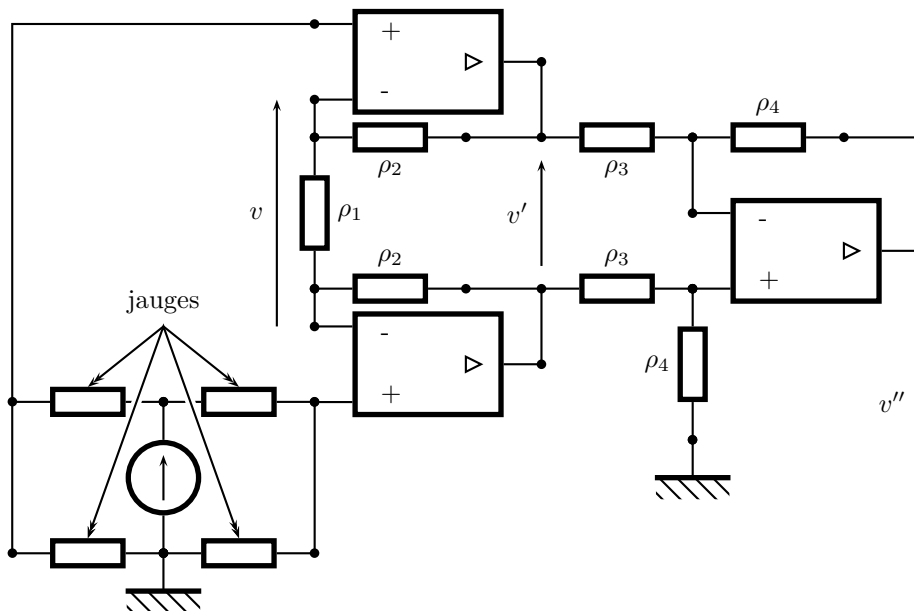 +
ρ₄
-
ρ₂
ρ₃
v
ρ₁
v′
-
ρ₂
ρ₃
+
jauges
-
ρ₄
+
v″